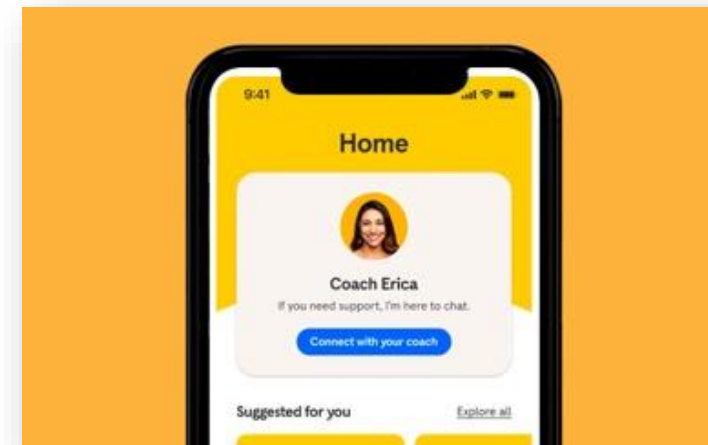 9:41
Home
Coach Erica
If you need support, I'm here to chat.
Connect with your coach
Suggested for you
Explore all